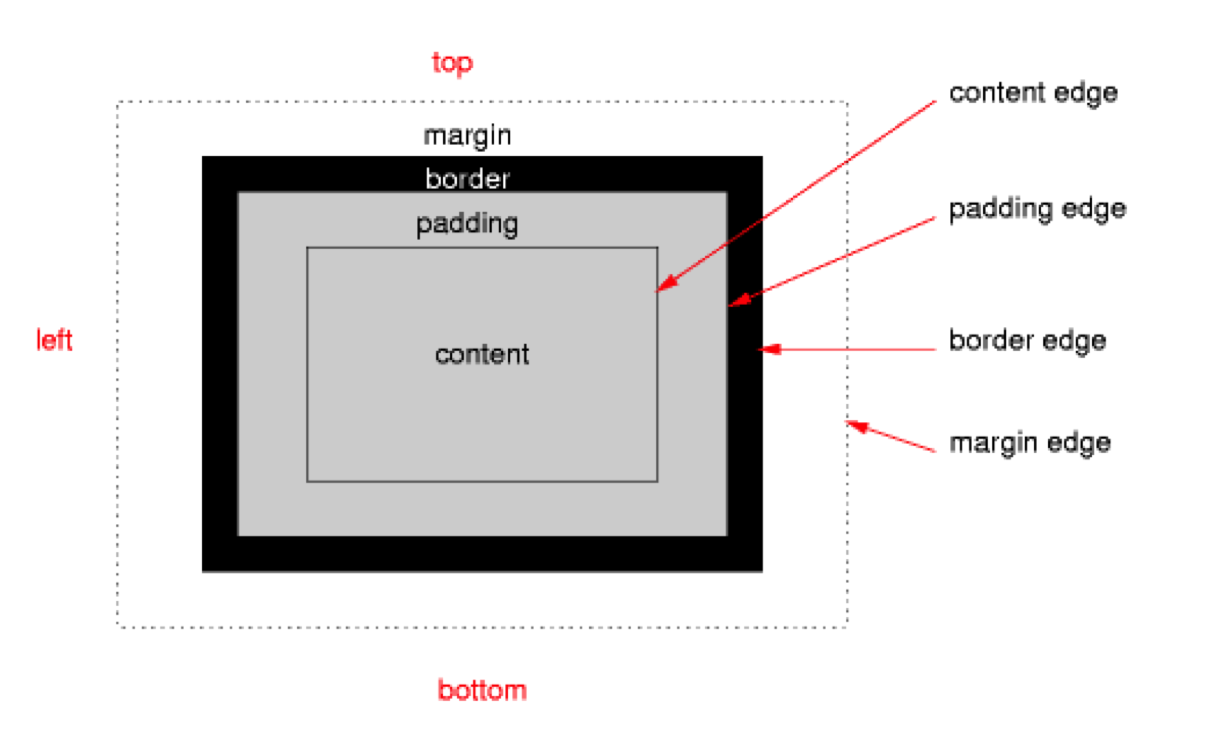 top
content edge
margin
border
padding edge
padding
left
border edge
content
margin edge
bottom